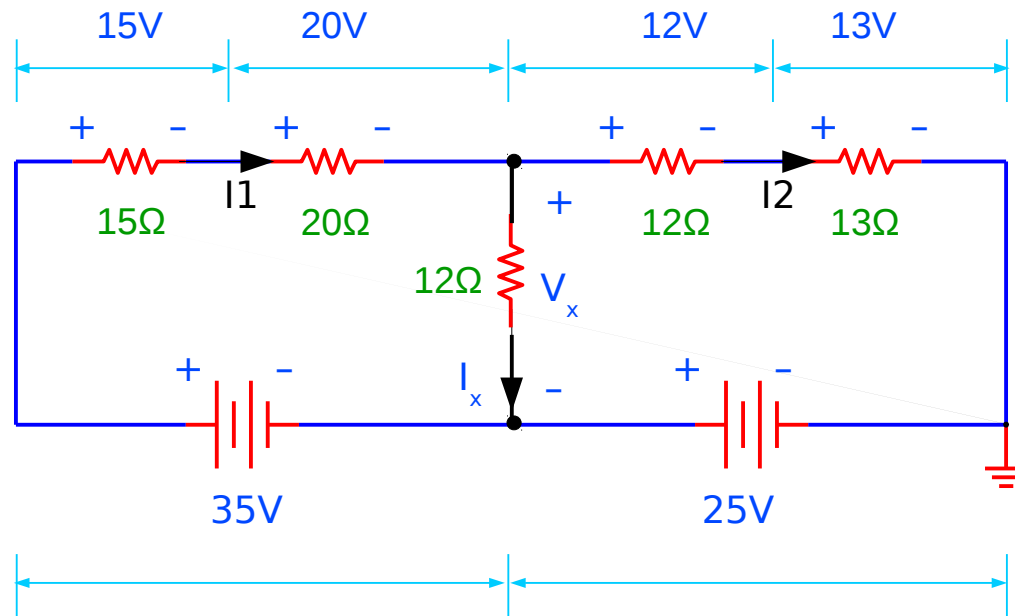 15V 20V 12V 13V
+ – + – + – + –
I1 I2
15Ω 20Ω 12Ω 13Ω
+
12Ω Vx
+ – Ix – + –
35V 25V